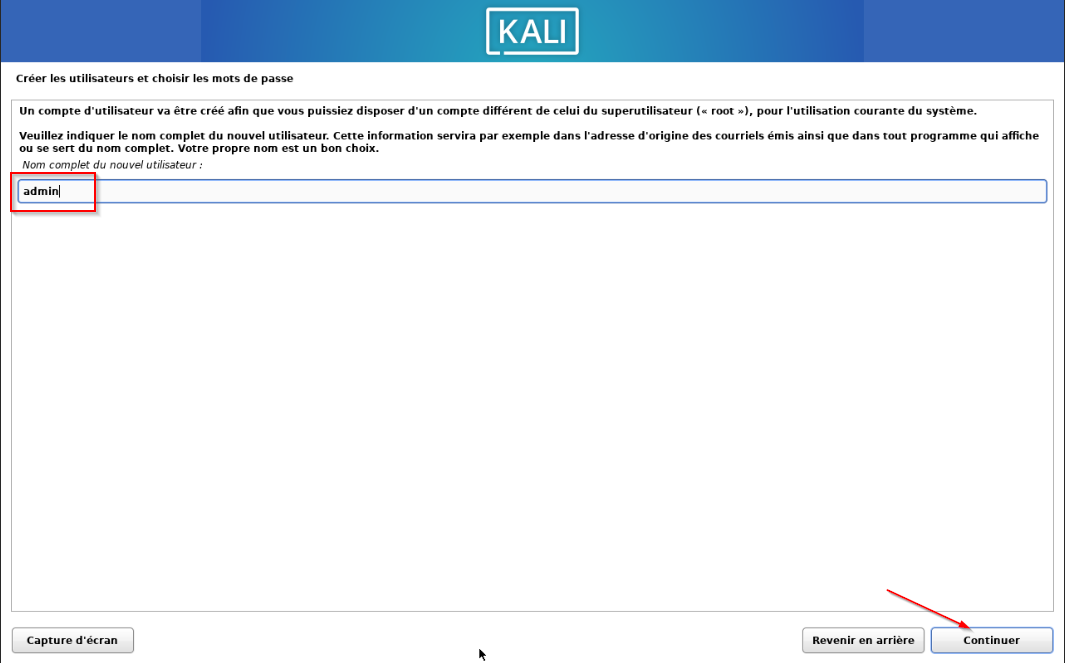 KALI
Créer les utilisateurs et choisir les mots de passe
Un compte d'utilisateur va être créé afin que vous puissiez disposer d'un compte différent de celui du superutilisateur (« root »), pour l'utilisation courante du système.
Veuillez indiquer le nom complet du nouvel utilisateur. Cette information servira par exemple dans l'adresse d'origine des courriels émis ainsi que dans tout programme qui affiche
ou se sert du nom complet. Votre propre nom est un bon choix.
Nom complet du nouvel utilisateur :
admin
Capture d'écran
Revenir en arrière
Continuer